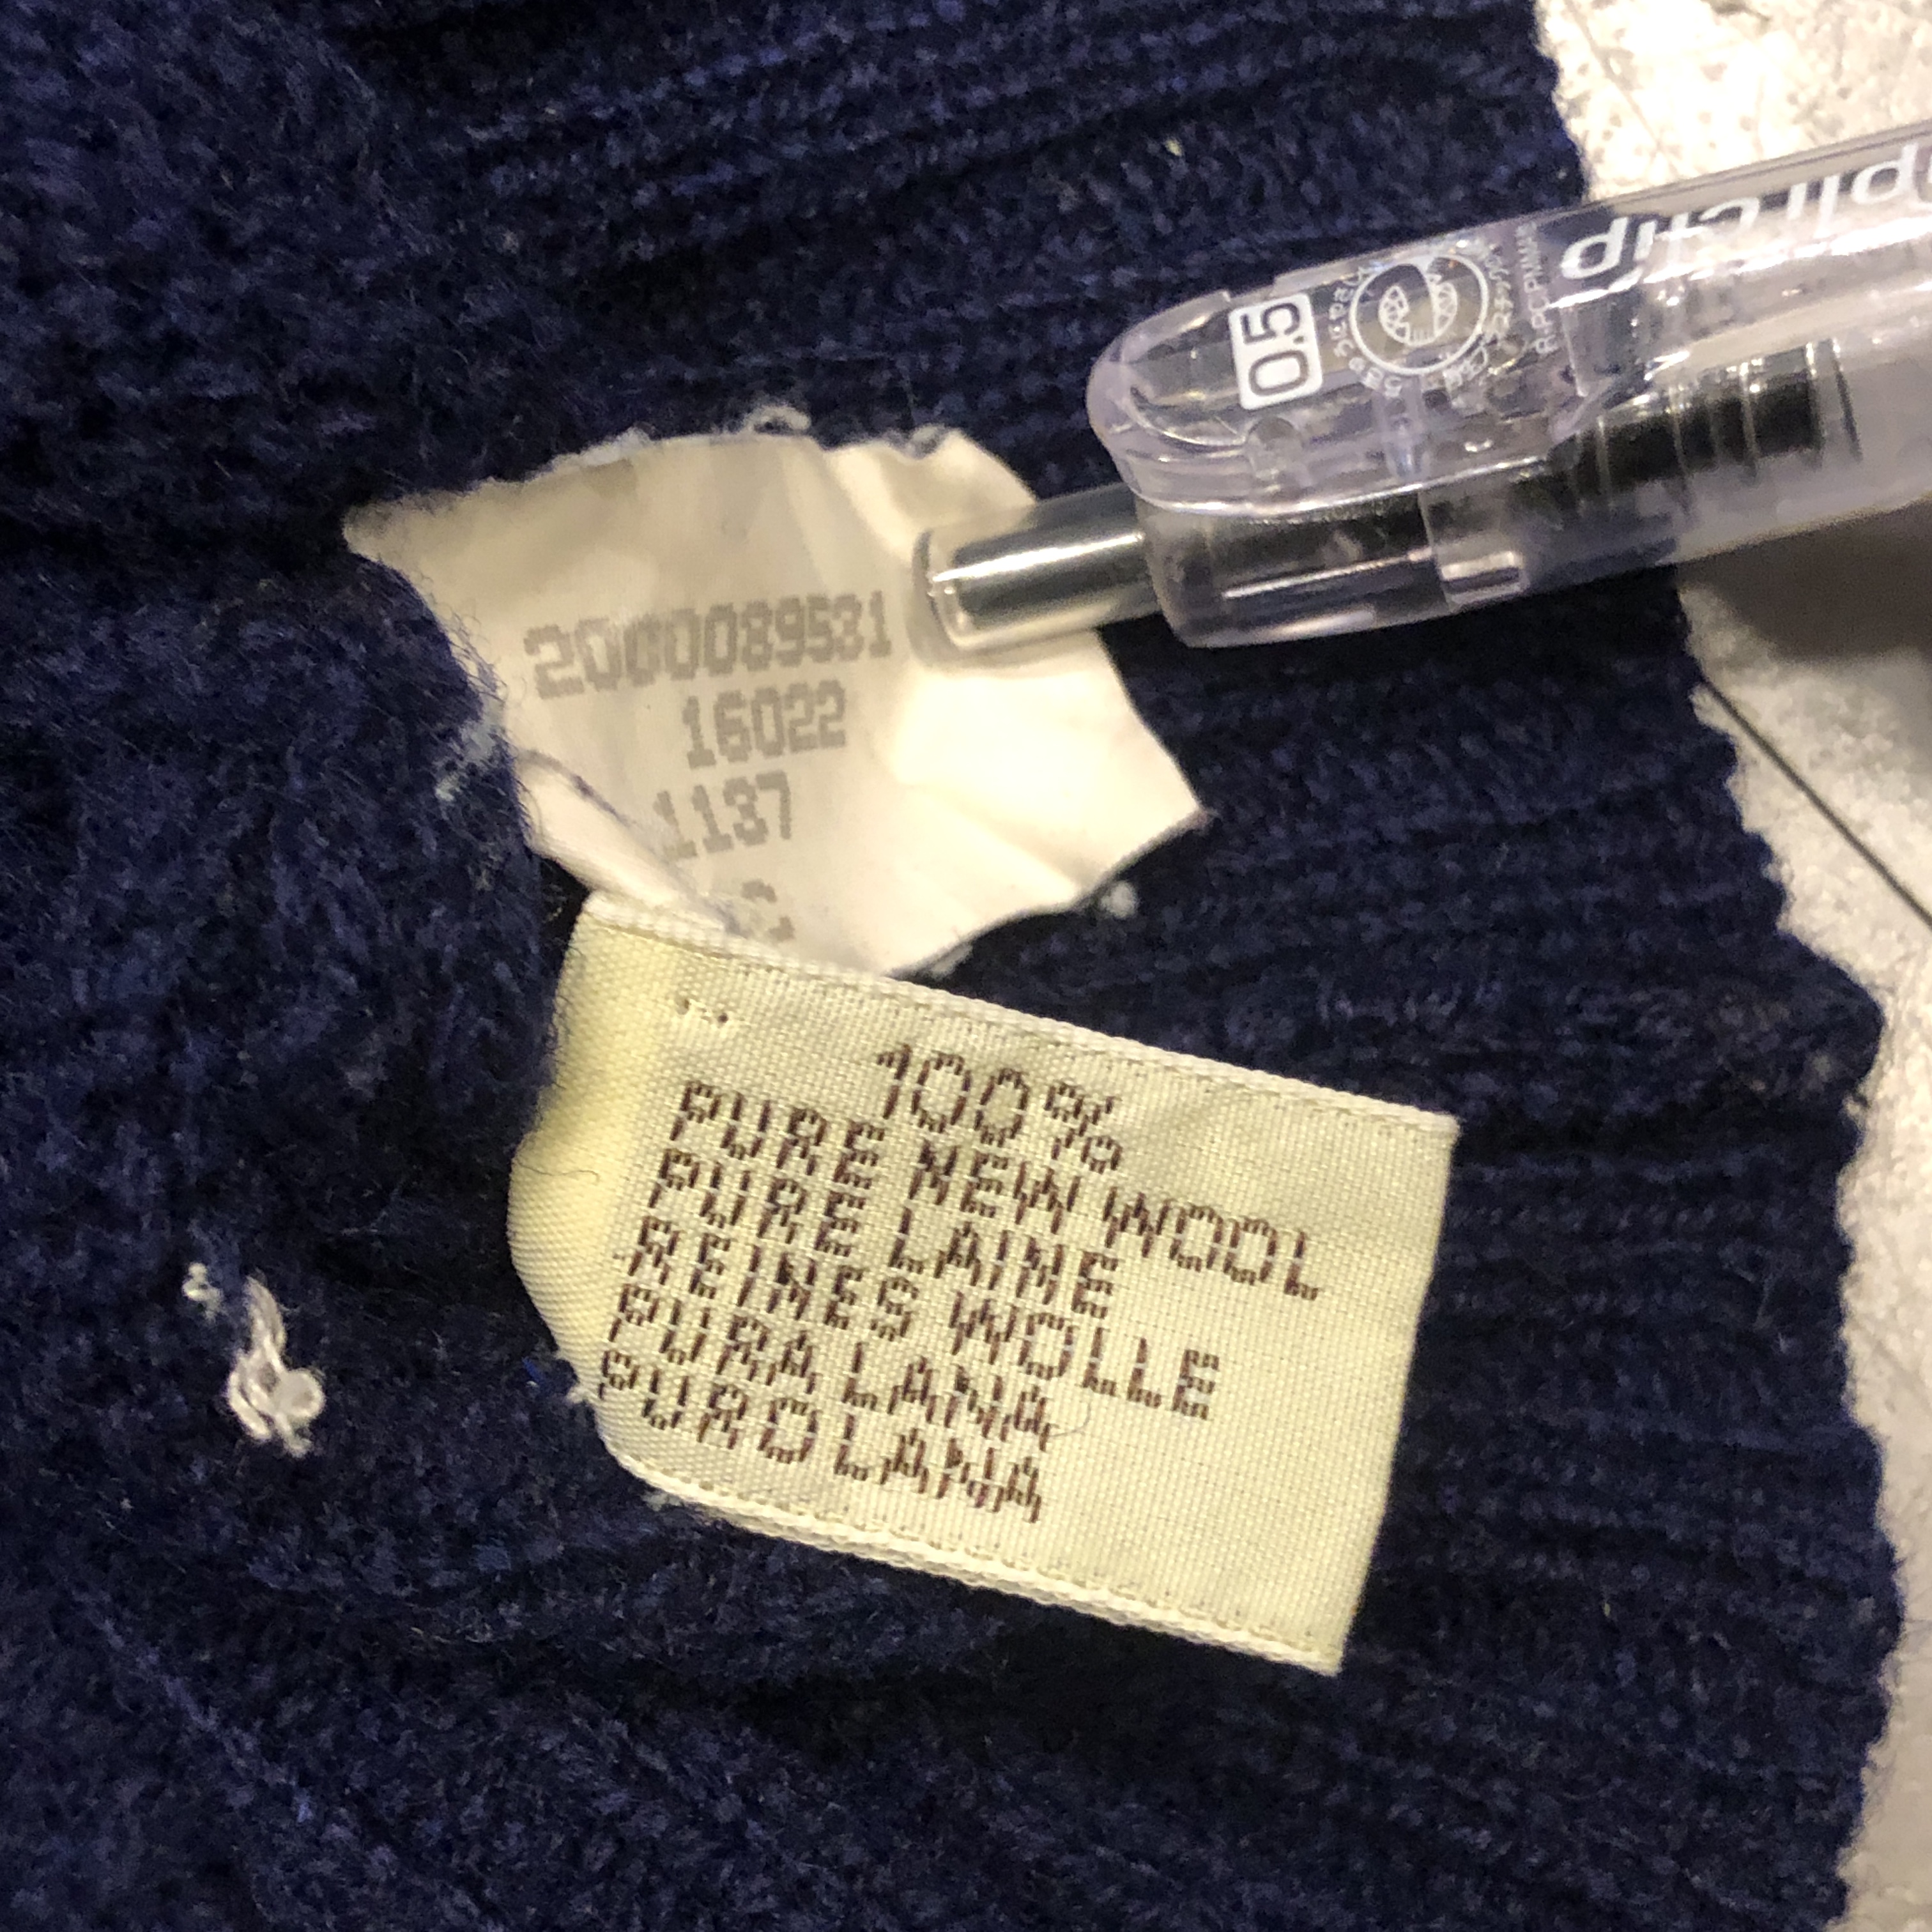 0.5
2000089531
16022
1137
100%
PURE NEW WOOL
PURE LAINE
REINES WOLLE
PURA LANA
PURO LANA